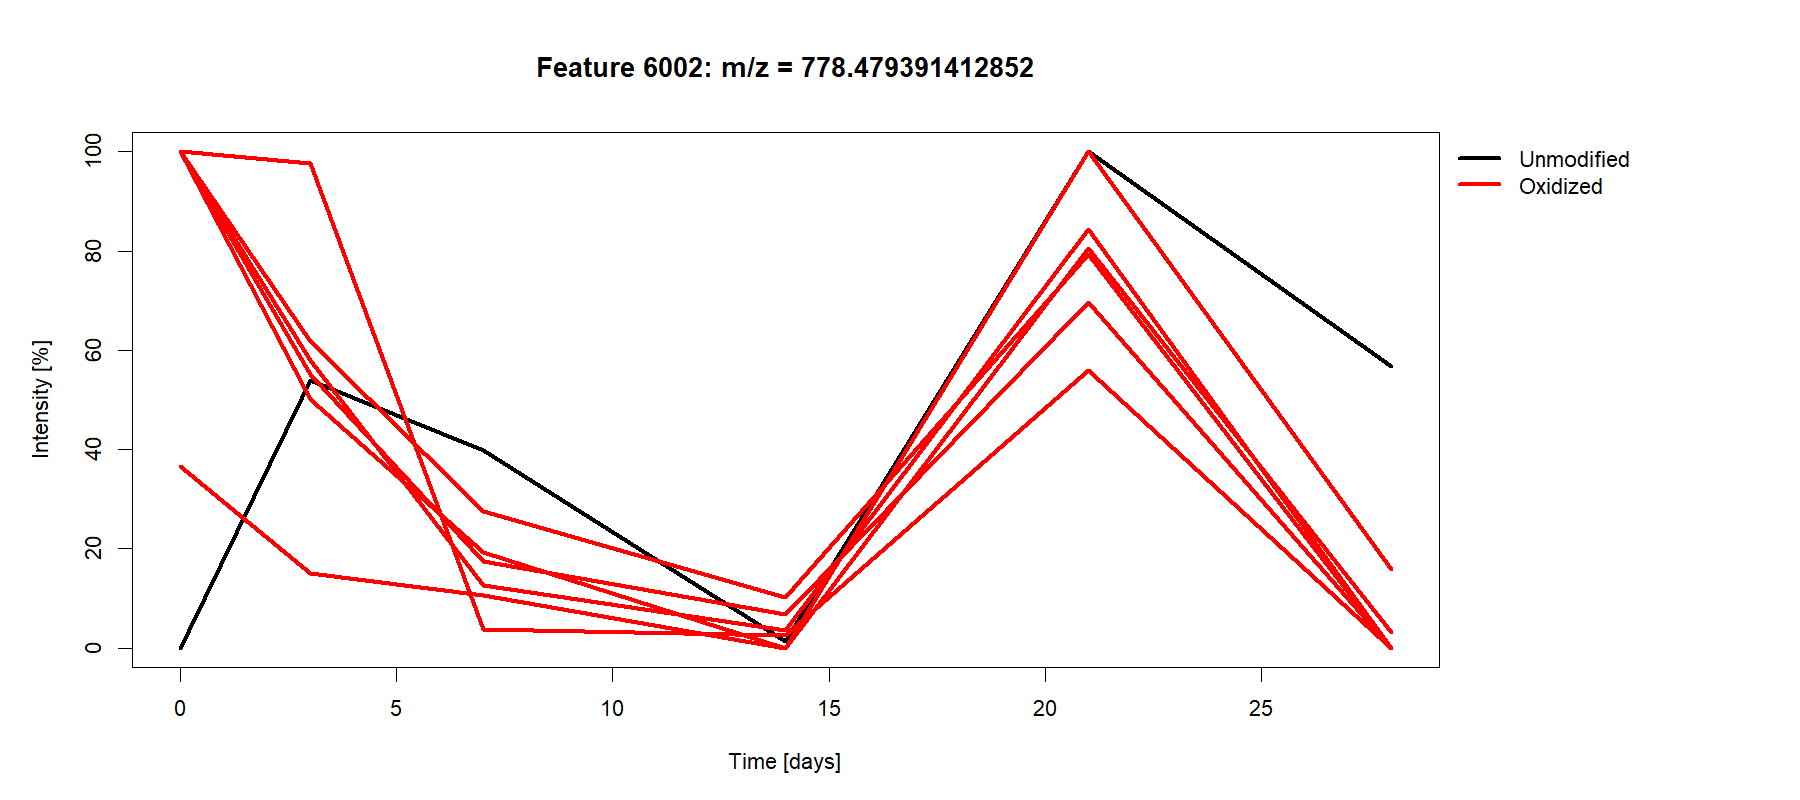 Feature 6002: m/z = 778.479391412852
Unmodified
Oxidized
Intensity [%]
100
80
60
40
20
0
0 5 10 15 20 25
Time [days]